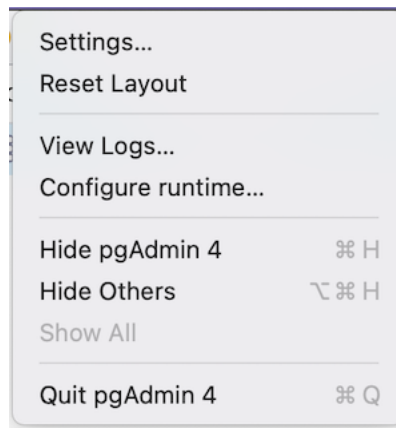 Settings...
Reset Layout
View Logs...
Configure runtime...
Hide pgAdmin 4 ⌘ H
Hide Others ⌥ ⌘ H
Show All
Quit pgAdmin 4 ⌘ Q